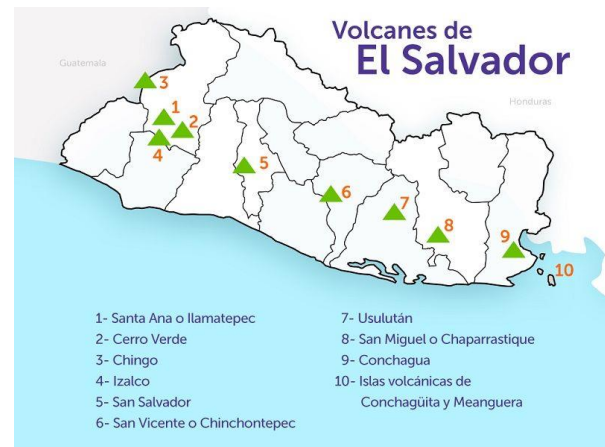 Volcanes de
El Salvador
Guatemala
Honduras
3
1
2
4
5
6
7
8
9
10
1- Santa Ana o Ilamatepec
2- Cerro Verde
3- Chingo
4- Izalco
5- San Salvador
6- San Vicente o Chinchontepec
7- Usulután
8- San Miguel o Chaparrastique
9- Conchagua
10- Islas volcánicas de
Conchagüita y Meanguera